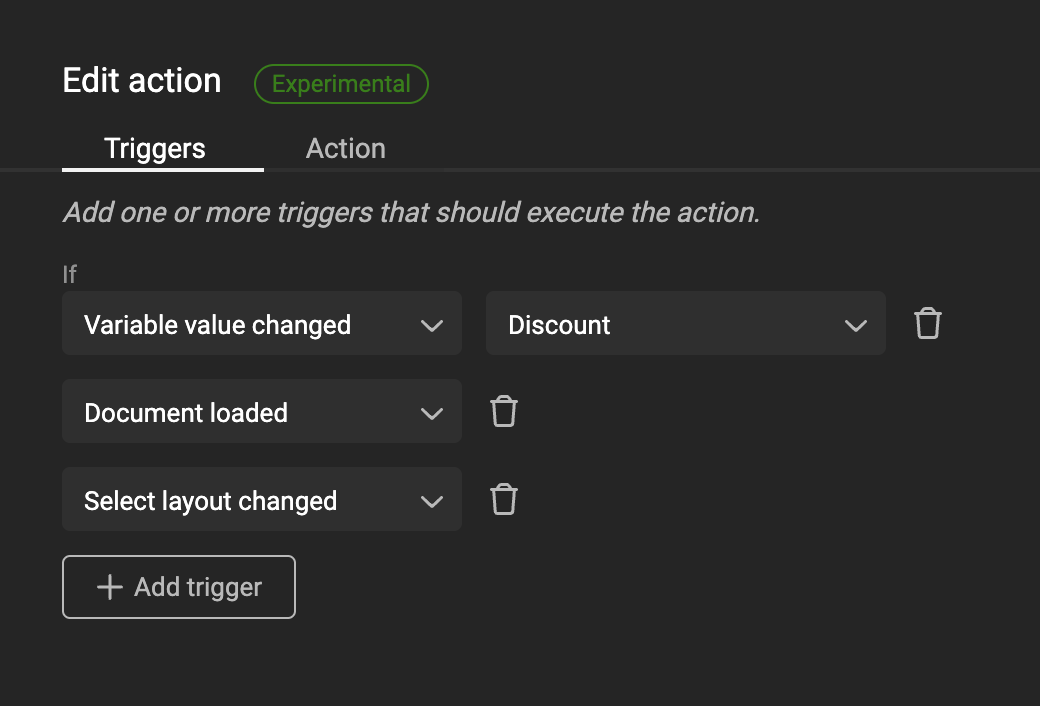 Edit action Experimental
Triggers Action
Add one or more triggers that should execute the action.
If
Variable value changed Discount
Document loaded
Select layout changed
Add trigger